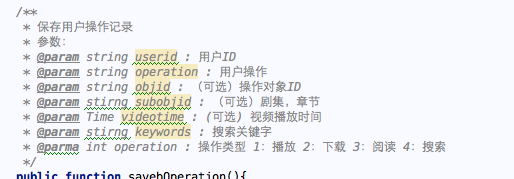 /**
* 保存用户操作记录
* 参数：
* @param string userid : 用户ID
* @param string operation : 用户操作
* @param string objid : （可选）操作对象ID
* @param stirng subobjid : （可选）剧集，章节
* @param Time videotime : (可选) 视频播放时间
* @param stirng keywords : 搜索关键字
* @parma int operation : 操作类型 1：播放 2：下载 3：阅读 4：搜索
*/
public function savebOperation(){